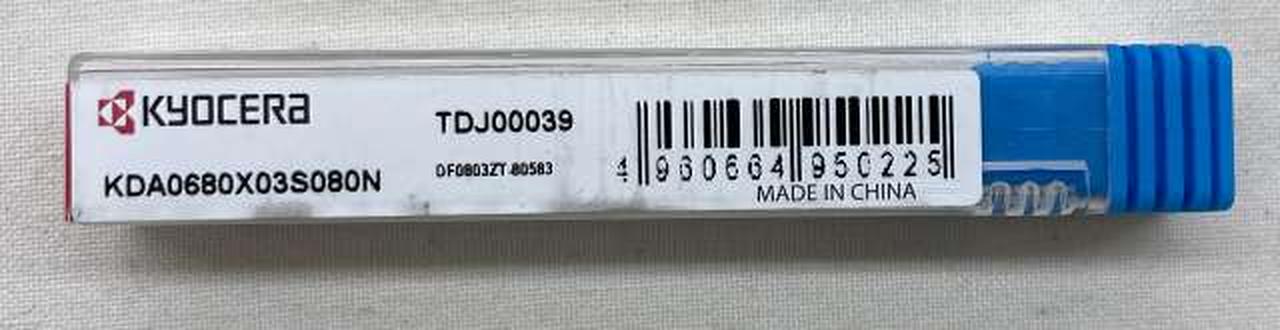 KYOCERA
TDJ00039
KDA0680X03S080N
DF0803ZT-80583
4 960664 950225
MADE IN CHINA